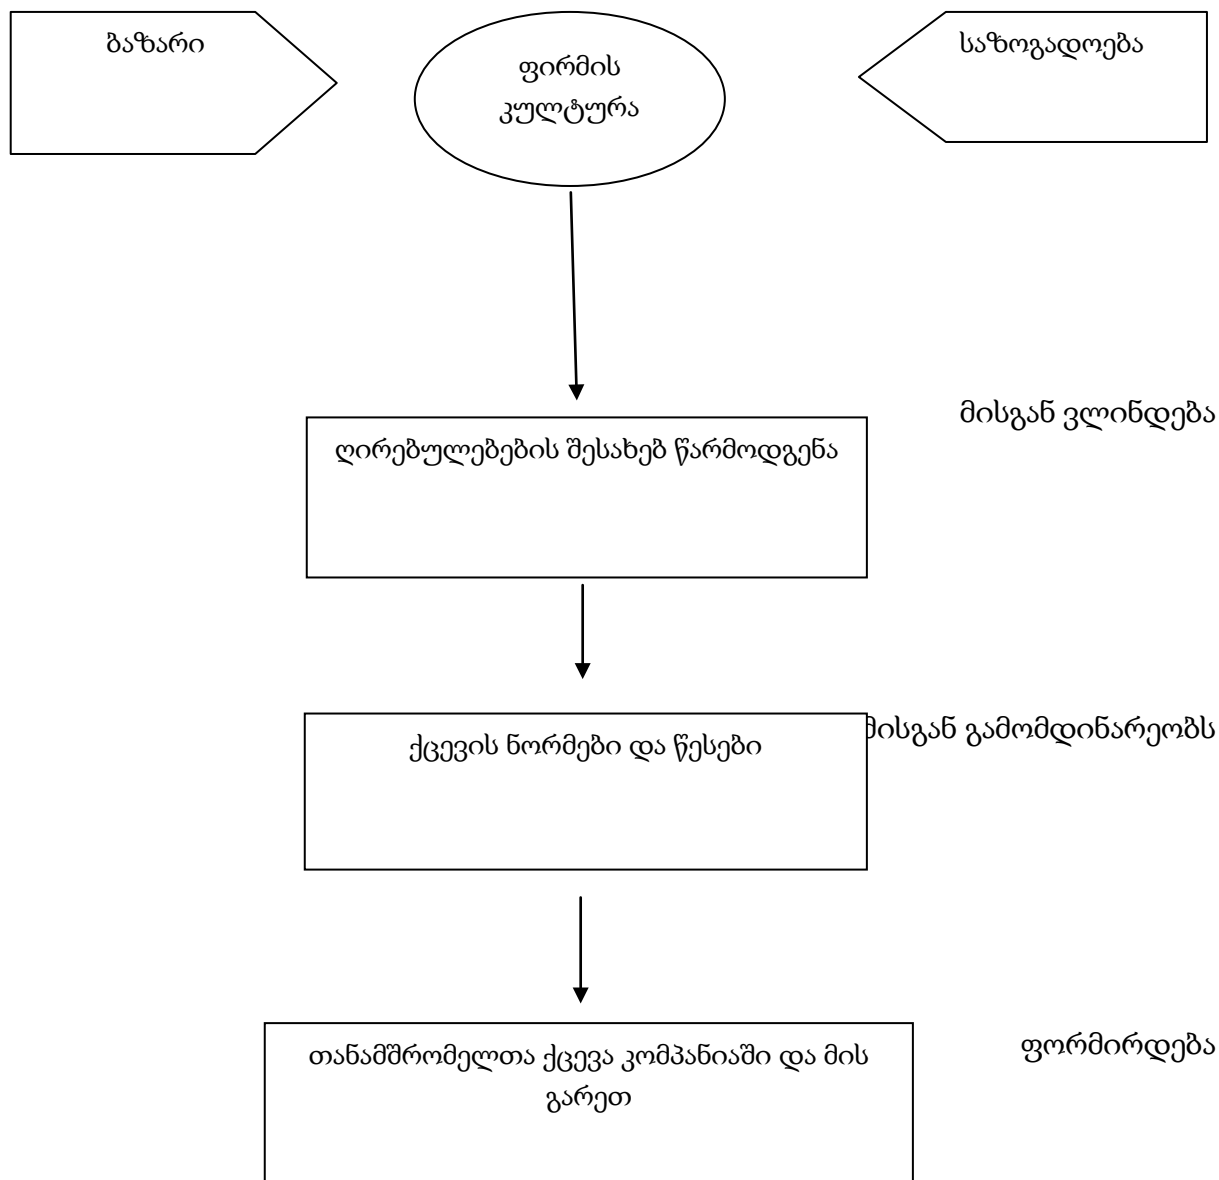 ბაზარი
ფირმის
კულტურა
საზოგადოება
მისგან ვლინდება
ღირებულებების შესახებ წარმოდგენა
მისგან გამომდინარეობს
ქცევის ნორმები და წესები
ფორმირდება
თანამშრომელთა ქცევა კომპანიაში და მის
გარეთ